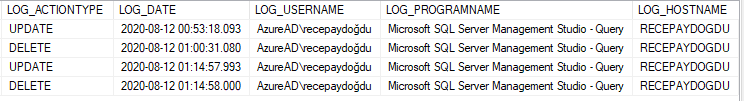 LOG_ACTIONTYPE LOG_DATE LOG_USERNAME LOG_PROGRAMNAME LOG_HOSTNAME
UPDATE 2020-08-12 00:53:18.093 AzureAD\recepaydoğdu Microsoft SQL Server Management Studio - Query RECEPAYDOGDU
DELETE 2020-08-12 01:00:31.080 AzureAD\recepaydoğdu Microsoft SQL Server Management Studio - Query RECEPAYDOGDU
UPDATE 2020-08-12 01:14:57.993 AzureAD\recepaydoğdu Microsoft SQL Server Management Studio - Query RECEPAYDOGDU
DELETE 2020-08-12 01:14:58.000 AzureAD\recepaydoğdu Microsoft SQL Server Management Studio - Query RECEPAYDOGDU